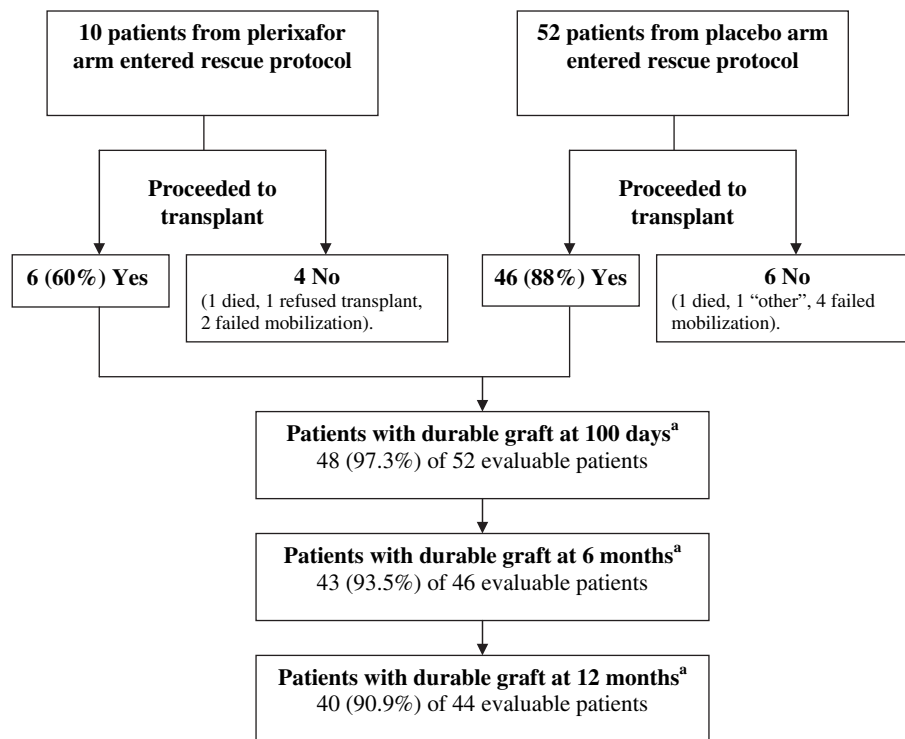 10 patients from plerixafor
arm entered rescue protocol
52 patients from placebo arm
entered rescue protocol
Proceeded to
transplant
Proceeded to
transplant
6 (60%) Yes
4 No
(1 died, 1 refused transplant,
2 failed mobilization).
46 (88%) Yes
6 No
(1 died, 1 “other”, 4 failed
mobilization).
Patients with durable graft at 100 daysᵃ
48 (97.3%) of 52 evaluable patients
Patients with durable graft at 6 monthsᵃ
43 (93.5%) of 46 evaluable patients
Patients with durable graft at 12 monthsᵃ
40 (90.9%) of 44 evaluable patients